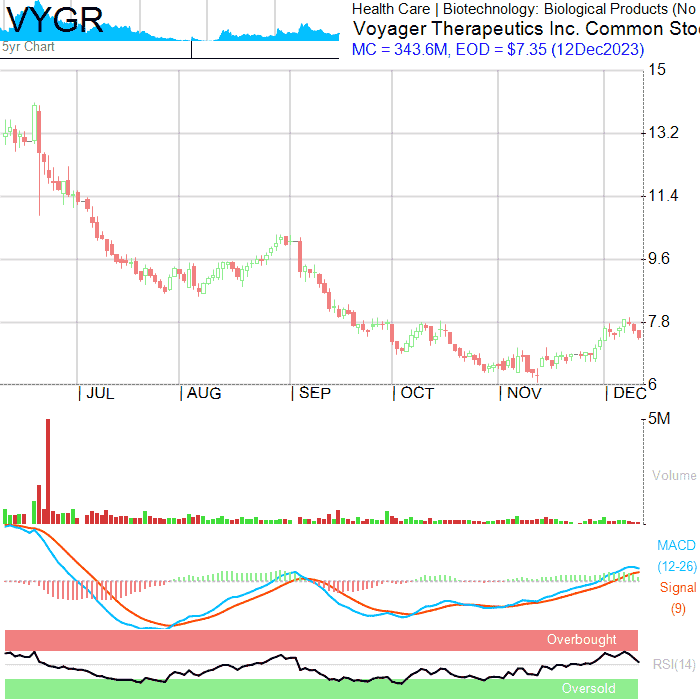 VYGR
5yr Chart
Health Care | Biotechnology: Biological Products (No
Voyager Therapeutics Inc. Common Sto
MC = 343.6M, EOD = $7.35 (12Dec2023)
15
13.2
11.4
9.6
7.8
6
| JUL | AUG | SEP | OCT | NOV | DEC
5M
Volume
MACD
(12-26)
Signal
(9)
Overbought
RSI(14)
Oversold